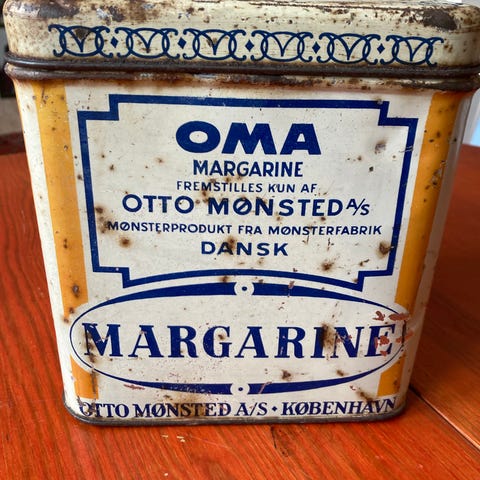 OMA
MARGARINE
FREMSTILLES KUN AF
OTTO MØNSTED A/S
MØNSTERPRODUKT FRA MØNSTERFABRIK
DANSK
MARGARINE
OTTO MØNSTED A/S · KØBENHAVN